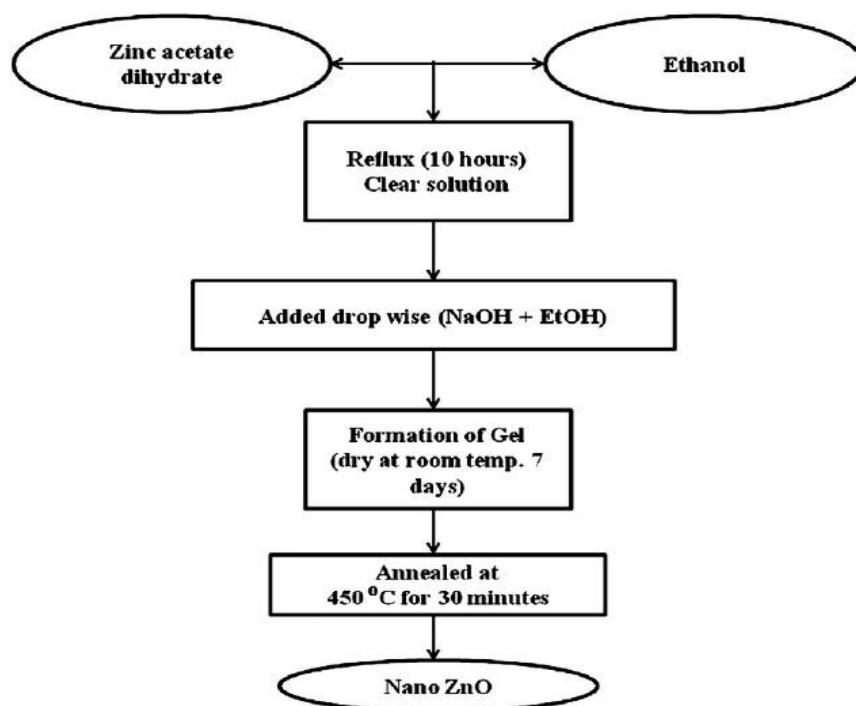 Zinc acetate
dihydrate
Ethanol
Reflux (10 hours)
Clear solution
Added drop wise (NaOH + EtOH)
Formation of Gel
(dry at room temp. 7
days)
Annealed at
450 ⁰C for 30 minutes
Nano ZnO